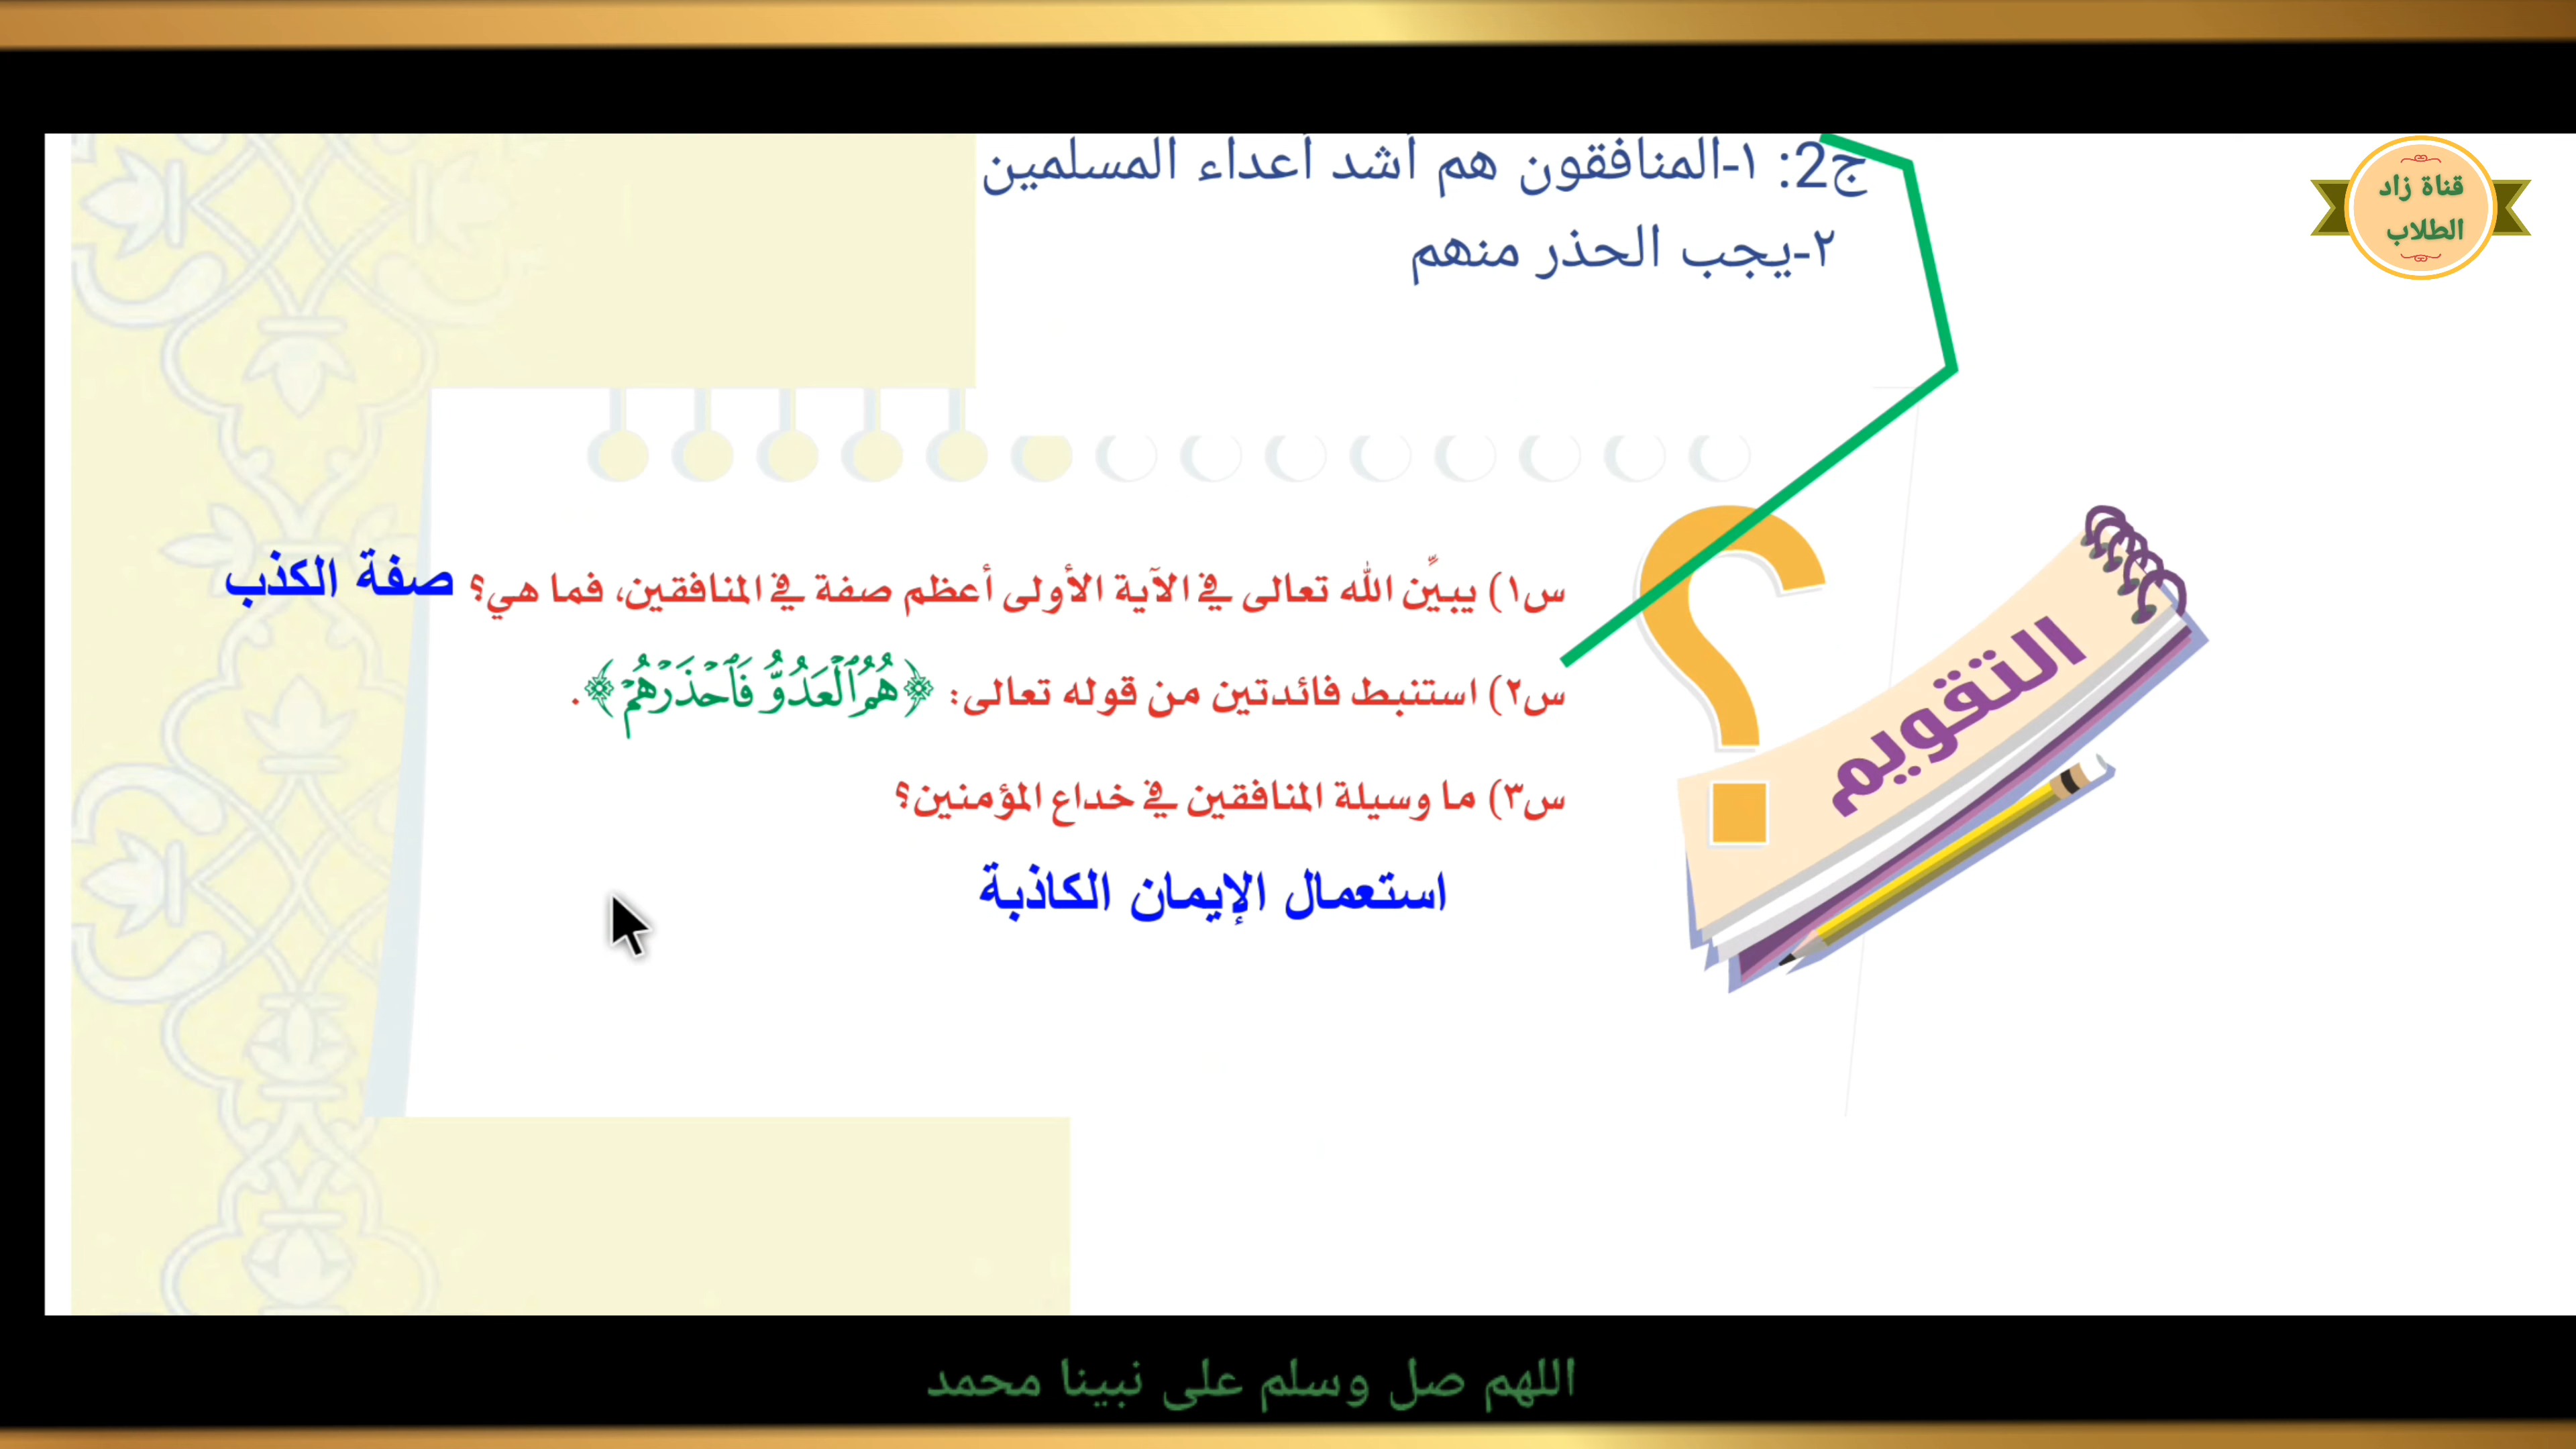 ج2: ١-المنافقون هم أشد أعداء المسلمين
٢-يجب الحذر منهم
قناة زاد
الطلاب
س١) يبيِّن الله تعالى في الآية الأولى أعظم صفة في المنافقين، فما هي؟ صفة الكذب
س٢) استنبط فائدتين من قوله تعالى: ﴿هُمُ ٱلْعَدُوُّ فَٱحْذَرْهُمْ﴾.
س٣) ما وسيلة المنافقين في خداع المؤمنين؟
استعمال الإيمان الكاذبة
التقويم
اللهم صل وسلم على نبينا محمد